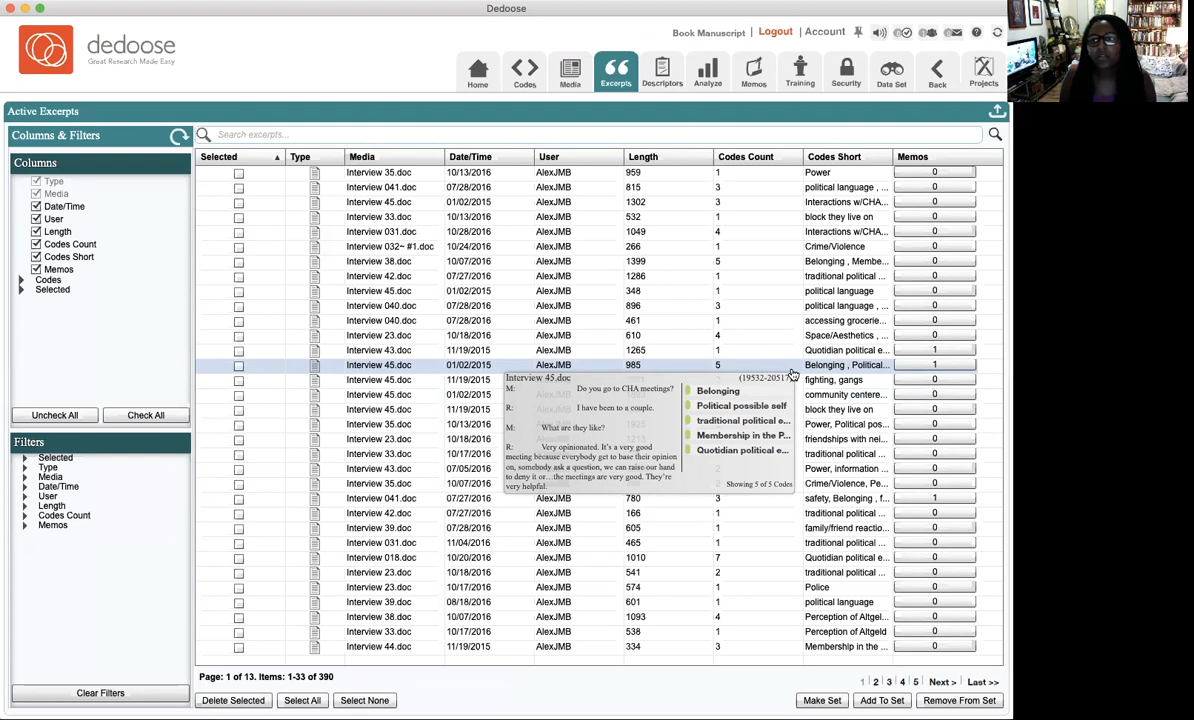 Dedoose
dedoose
Great Research Made Easy
Book Manuscript | Logout | Account
Home Codes Media Excerpts Descriptors Analyze Memos Training Security Data Set Back Projects
Active Excerpts
Columns & Filters
Search excerpts...
Columns
Type
Media
Date/Time
User
Length
Codes Count
Codes Short
Memos
Codes
Selected
Uncheck All Check All
Filters
Selected
Type
Media
Date/Time
User
Length
Codes Count
Memos
Clear Filters
Selected Type Media Date/Time User Length Codes Count Codes Short Memos
Interview 35.doc 10/13/2016 AlexJMB 959 1 Power 0
Interview 041.doc 07/28/2016 AlexJMB 815 3 political language , ... 0
Interview 45.doc 01/02/2015 AlexJMB 1302 3 Interactions w/CHA... 0
Interview 33.doc 10/13/2016 AlexJMB 532 1 block they live on 0
Interview 031.doc 10/28/2016 AlexJMB 1049 4 Interactions w/CHA... 0
Interview 032~ #1.doc 10/24/2016 AlexJMB 266 1 Crime/Violence 0
Interview 38.doc 10/07/2016 AlexJMB 1399 5 Belonging , Membe... 0
Interview 42.doc 07/27/2016 AlexJMB 1286 1 traditional political ... 0
Interview 45.doc 01/02/2015 AlexJMB 348 1 political language 0
Interview 040.doc 07/28/2016 AlexJMB 896 3 political language , ... 0
Interview 040.doc 07/28/2016 AlexJMB 461 1 accessing grocerie... 0
Interview 23.doc 10/18/2016 AlexJMB 610 4 Space/Aesthetics , ... 0
Interview 43.doc 11/19/2015 AlexJMB 1265 1 Quotidian political e... 1
Interview 45.doc 01/02/2015 AlexJMB 985 5 Belonging , Political... 1
Interview 45.doc 11/19/2015 fighting, gangs 0
Interview 45.doc 01/02/2015 community centere... 0
Interview 45.doc 11/19/2015 block they live on 0
Interview 35.doc 10/13/2016 Power, Political pos... 0
Interview 23.doc 10/18/2016 friendships with nei... 0
Interview 33.doc 10/17/2016 traditional political ... 0
Interview 43.doc 07/05/2016 Power, information ... 0
Interview 35.doc 10/07/2016 Crime/Violence, Pe... 0
Interview 041.doc 07/27/2016 AlexJMB 780 3 safety, Belonging , f... 1
Interview 42.doc 07/27/2016 AlexJMB 166 1 traditional political ... 0
Interview 39.doc 07/28/2016 AlexJMB 605 1 family/friend reactio... 0
Interview 031.doc 11/04/2016 AlexJMB 465 1 traditional political ... 0
Interview 018.doc 10/20/2016 AlexJMB 1010 7 Quotidian political e... 0
Interview 23.doc 10/18/2016 AlexJMB 541 2 traditional political ... 0
Interview 23.doc 10/17/2016 AlexJMB 574 1 Police 0
Interview 39.doc 08/18/2016 AlexJMB 601 1 political language 0
Interview 38.doc 10/07/2016 AlexJMB 1093 4 Perception of Altgel... 0
Interview 33.doc 10/17/2016 AlexJMB 538 1 Perception of Altgeld 0
Interview 44.doc 11/19/2015 AlexJMB 334 3 Membership in the ... 0
Interview 45.doc (19532-20517)
M: Do you go to CHA meetings?
R: I have been to a couple.
M: What are they like?
R: Very opinionated. It's a very good
meeting because everybody get to base their opinion
on, somebody ask a question, we can raise our hand
to deny it or…the meetings are very good. They're
very helpful.
Belonging
Political possible self
traditional political e...
Membership in the P...
Quotidian political e...
Showing 5 of 5 Codes
Page: 1 of 13. Items: 1-33 of 390
1 2 3 4 5 Next > Last >>
Delete Selected Select All Select None Make Set Add To Set Remove From Set